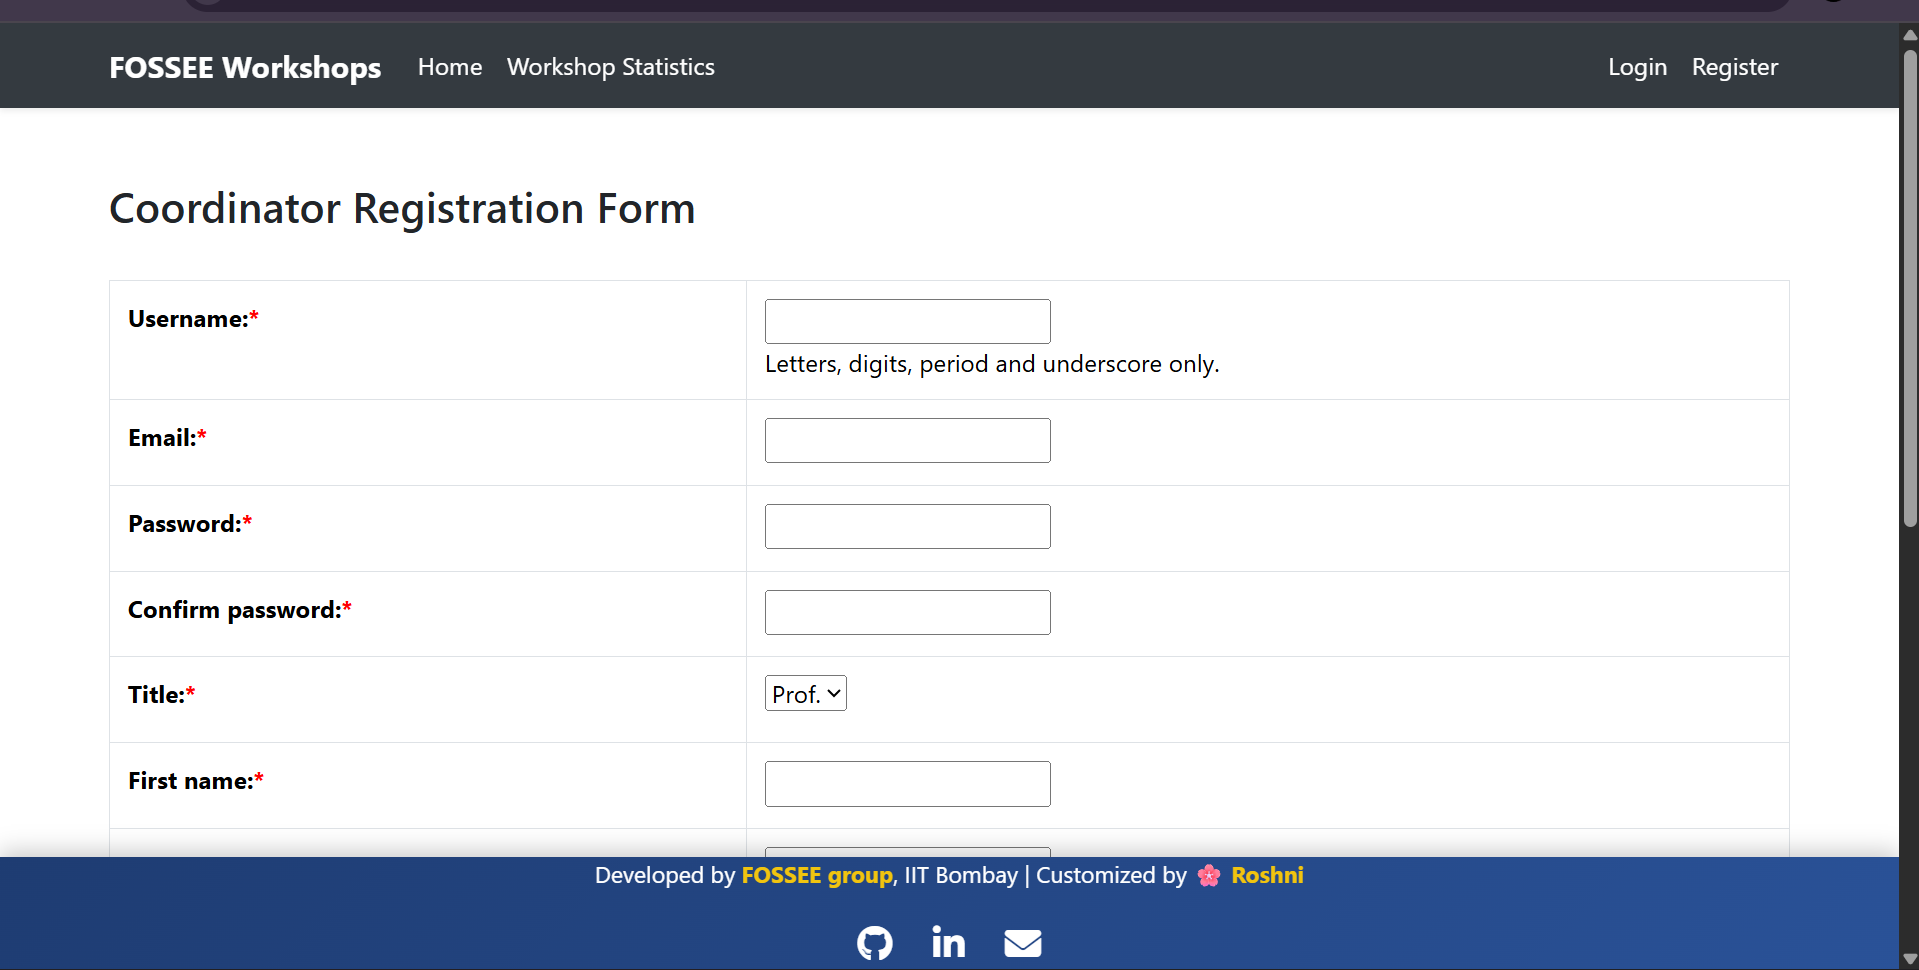 FOSSEE Workshops Home Workshop Statistics Login Register
Coordinator Registration Form
Username:*
Letters, digits, period and underscore only.
Email:*
Password:*
Confirm password:*
Title:* Prof.
First name:*
Developed by FOSSEE group, IIT Bombay | Customized by 🌸 Roshni